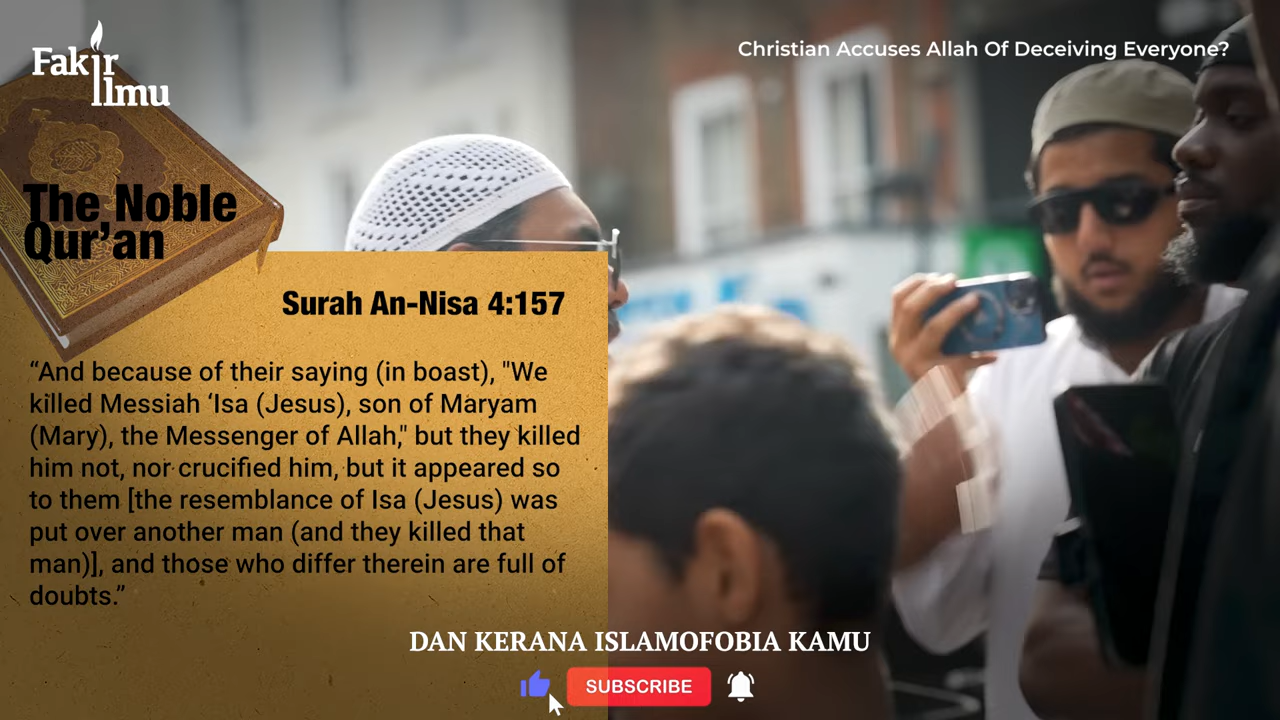 Fakir
Ilmu
Christian Accuses Allah Of Deceiving Everyone?
The Noble
Qur’an
Surah An-Nisa 4:157
“And because of their saying (in boast), "We
killed Messiah ‘Isa (Jesus), son of Maryam
(Mary), the Messenger of Allah," but they killed
him not, nor crucified him, but it appeared so
to them [the resemblance of Isa (Jesus) was
put over another man (and they killed that
man)], and those who differ therein are full of
doubts.”
DAN KERANA ISLAMOFOBIA KAMU
SUBSCRIBE